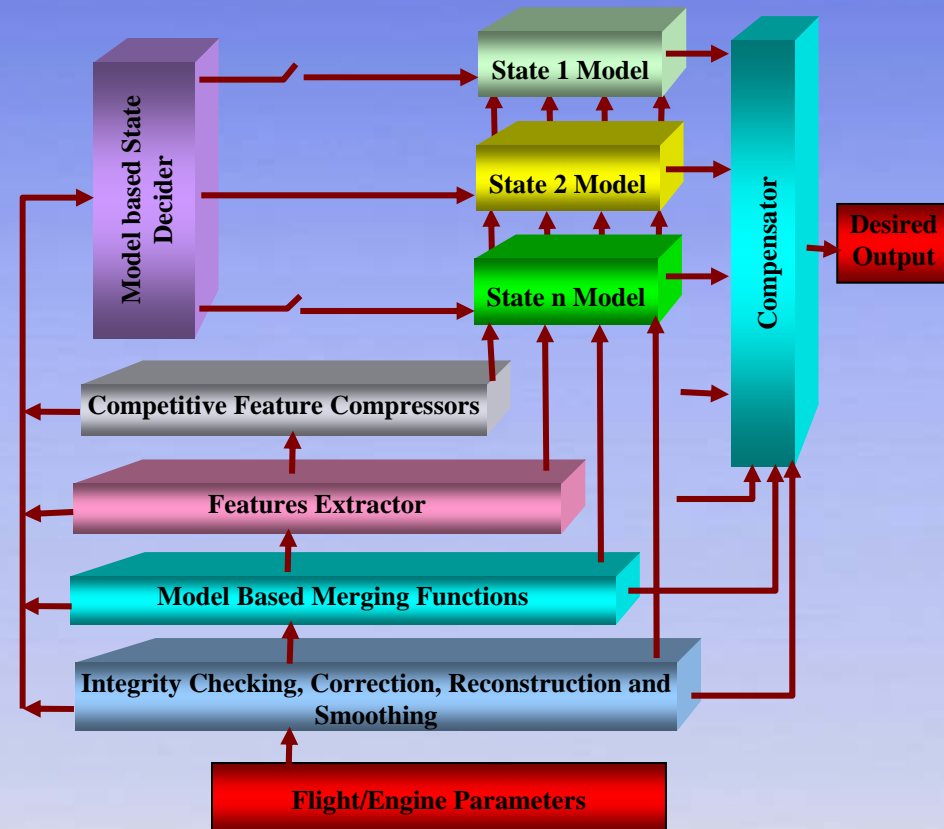 State 1 Model
Model based State
Decider
State 2 Model
State n Model
Compensator
Desired
Output
Competitive Feature Compressors
Features Extractor
Model Based Merging Functions
Integrity Checking, Correction, Reconstruction and
Smoothing
Flight/Engine Parameters